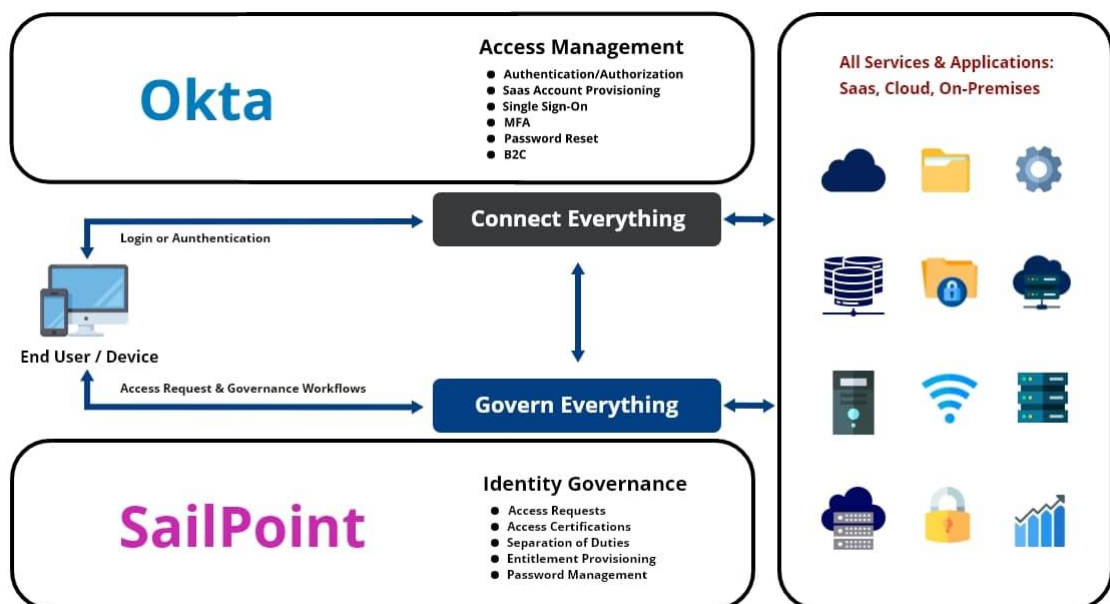 Okta
Access Management
Authentication/Authorization
Saas Account Provisioning
Single Sign-On
MFA
Password Reset
B2C
All Services & Applications:
Saas, Cloud, On-Premises
Connect Everything
Login or Aunthentication
End User / Device
Access Request & Governance Workflows
Govern Everything
SailPoint
Identity Governance
Access Requests
Access Certifications
Separation of Duties
Entitlement Provisioning
Password Management